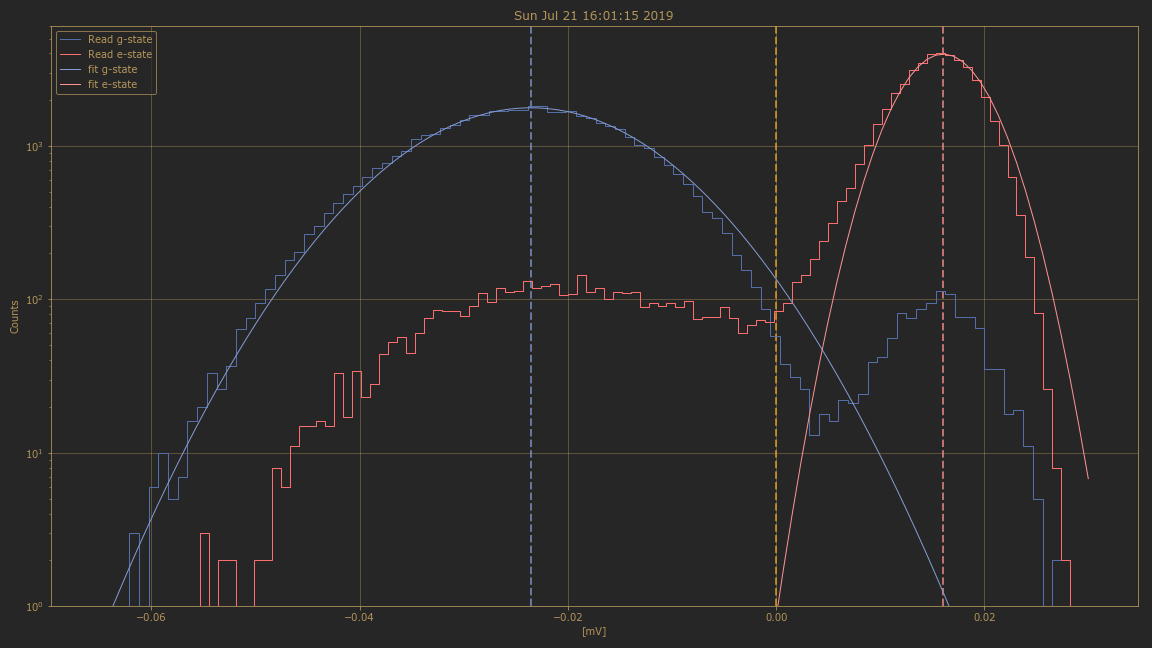 Sun Jul 21 16:01:15 2019
Read g-state
Read e-state
fit g-state
fit e-state
10³
10²
10¹
10⁰
Counts
−0.06
−0.04
−0.02
0.00
0.02
[mV]